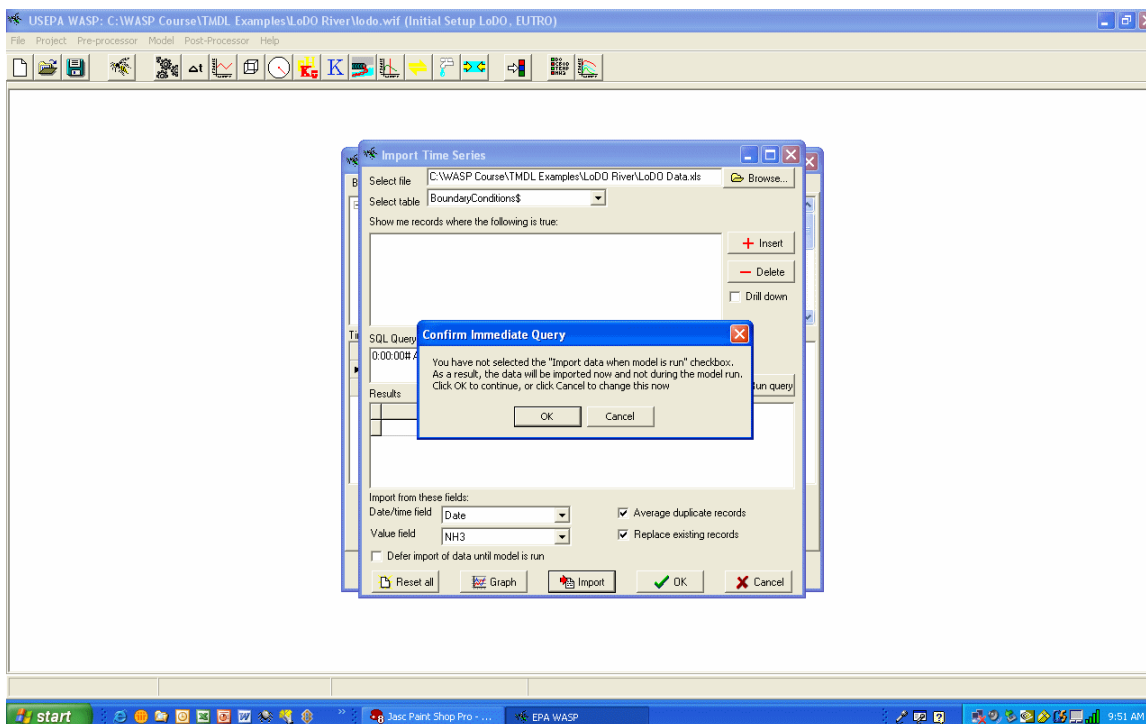 USEPA WASP: C:\WASP Course\TMDL Examples\LoDO River\lodo.wif (Initial Setup LoDO, EUTRO)
File Project Pre-processor Model Post-Processor Help
Δt K
Import Time Series
Select file C:\WASP Course\TMDL Examples\LoDO River\LoDO Data.xls Browse...
Select table BoundaryConditions$
Show me records where the following is true:
Insert
Delete
Drill down
SQL Query
0:00:00#
Results
Confirm Immediate Query
You have not selected the "Import data when model is run" checkbox.
As a result, the data will be imported now and not during the model run.
Click OK to continue, or click Cancel to change this now
OK Cancel
un query
Import from these fields:
Date/time field Date Average duplicate records
Value field NH3 Replace existing records
Defer import of data until model is run
Reset all Graph Import OK Cancel
start Jasc Paint Shop Pro - ... EPA WASP 9:51 AM